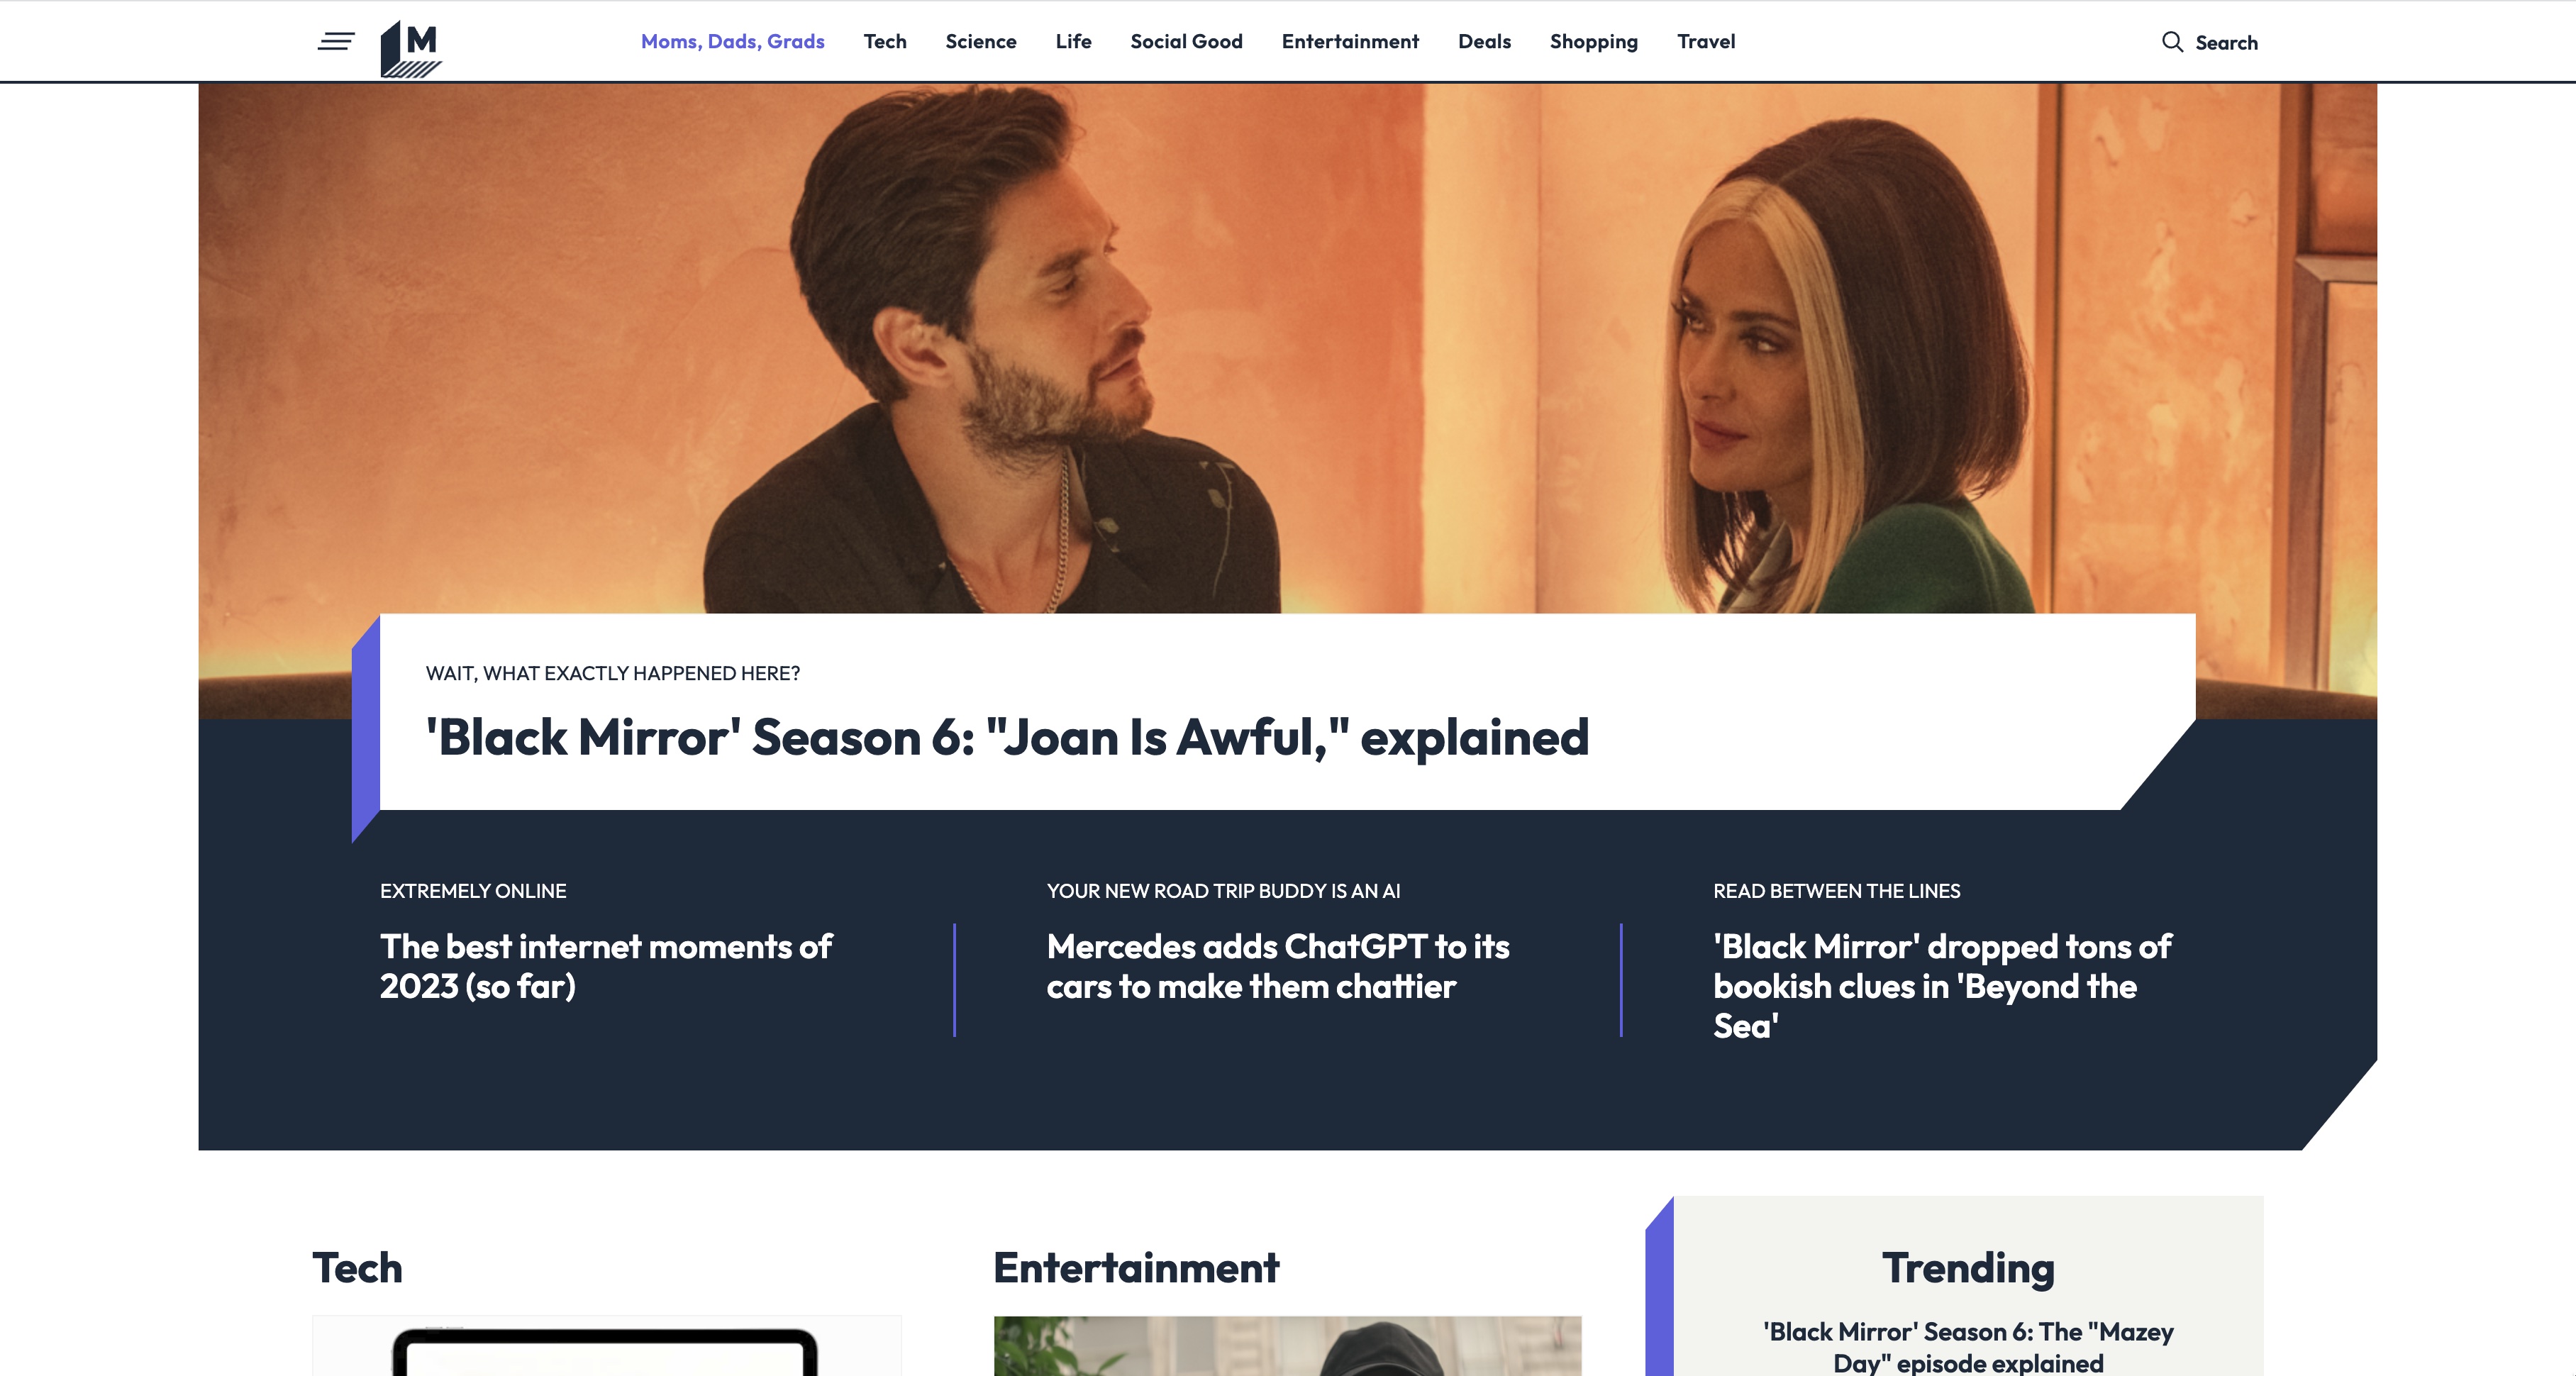 M
Moms, Dads, Grads Tech Science Life Social Good Entertainment Deals Shopping Travel
Search
WAIT, WHAT EXACTLY HAPPENED HERE?
'Black Mirror' Season 6: "Joan Is Awful," explained
EXTREMELY ONLINE
The best internet moments of
2023 (so far)
YOUR NEW ROAD TRIP BUDDY IS AN AI
Mercedes adds ChatGPT to its
cars to make them chattier
READ BETWEEN THE LINES
'Black Mirror' dropped tons of
bookish clues in 'Beyond the
Sea'
Tech
Entertainment
Trending
'Black Mirror' Season 6: The "Mazey
Day" episode explained